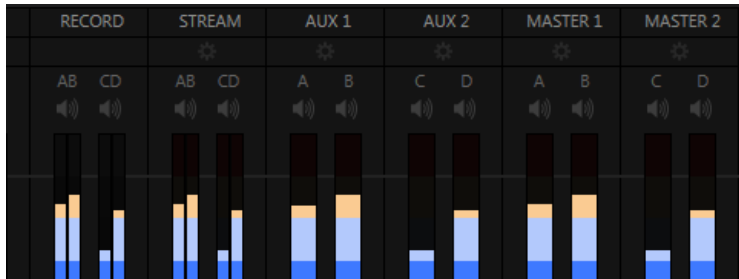 RECORD STREAM AUX 1 AUX 2 MASTER 1 MASTER 2
AB CD AB CD A B C D A B C D